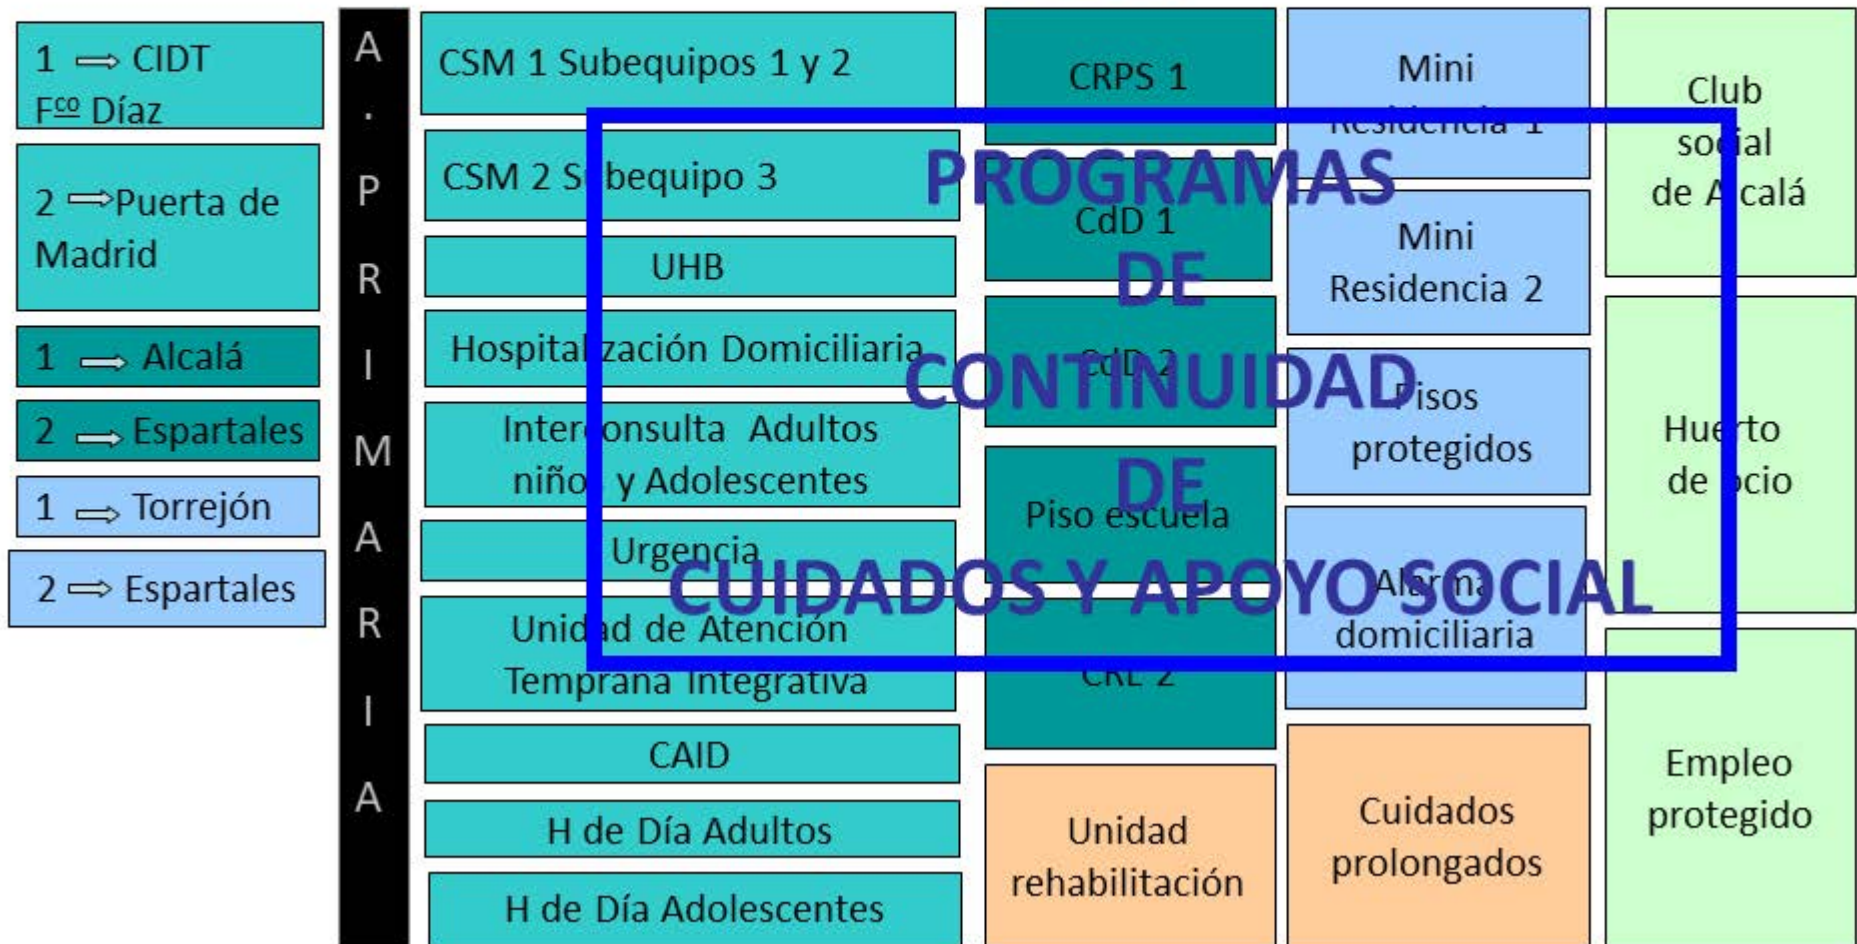 1 ⇒ CIDT
Fco Díaz
2 ⇒ Puerta de
Madrid
1 ⇒ Alcalá
2 ⇒ Espartales
1 ⇒ Torrejón
2 ⇒ Espartales
A
.
P
R
I
M
A
R
I
A
CSM 1 Subequipos 1 y 2
CSM 2 Subequipo 3
UHB
Hospitalización Domiciliaria
Interconsulta Adultos
niños y Adolescentes
Urgencia
Unidad de Atención
Temprana Integrativa
CAID
H de Día Adultos
H de Día Adolescentes
CRPS 1
CdD 1
CdD 2
Piso escuela
CRL 2
Unidad
rehabilitación
Mini
Residencia 1
Mini
Residencia 2
Pisos
protegidos
Alarma
domiciliaria
Cuidados
prolongados
Club
social
de Alcalá
Huerto
de ocio
Empleo
protegido
PROGRAMAS
DE
CONTINUIDAD
DE
CUIDADOS Y APOYO SOCIAL